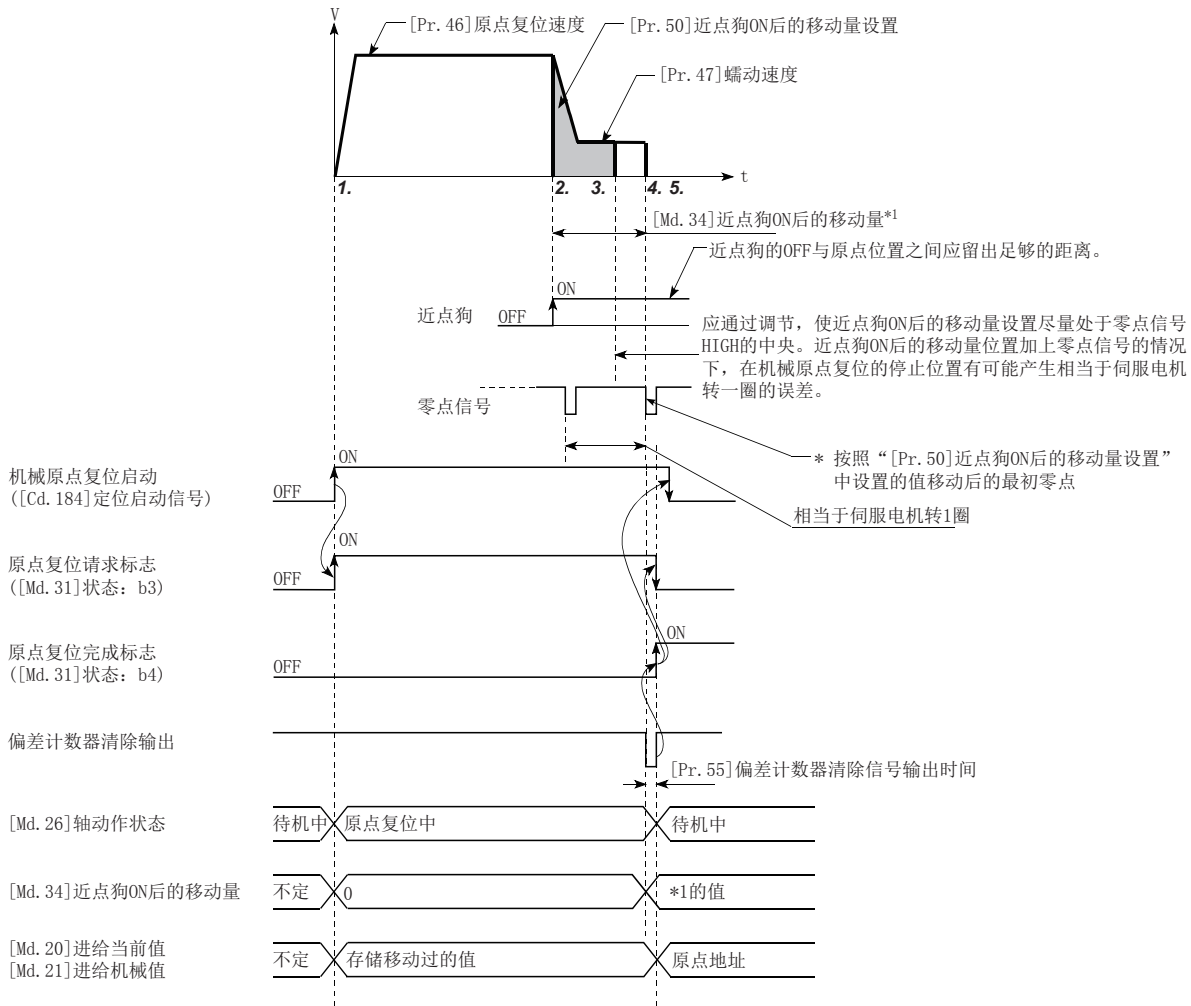 V
[Pr.46]原点复位速度
[Pr.50]近点狗ON后的移动量设置
[Pr.47]蠕动速度
t
1.
2.
3.
4.
5.
[Md.34]近点狗ON后的移动量*1
近点狗的OFF与原点位置之间应留出足够的距离。
ON
近点狗
OFF
应通过调节，使近点狗ON后的移动量设置尽量处于零点信号
HIGH的中央。近点狗ON后的移动量位置加上零点信号的情况
下，在机械原点复位的停止位置有可能产生相当于伺服电机
转一圈的误差。
零点信号
* 按照“[Pr.50]近点狗ON后的移动量设置”
中设置的值移动后的最初零点
相当于伺服电机转1圈
机械原点复位启动
([Cd.184]定位启动信号)
OFF
ON
原点复位请求标志
([Md.31]状态：b3)
OFF
ON
原点复位完成标志
([Md.31]状态：b4)
OFF
ON
偏差计数器清除输出
[Pr.55]偏差计数器清除信号输出时间
[Md.26]轴动作状态
待机中
原点复位中
待机中
[Md.34]近点狗ON后的移动量
不定
0
*1的值
[Md.20]进给当前值
[Md.21]进给机械值
不定
存储移动过的值
原点地址